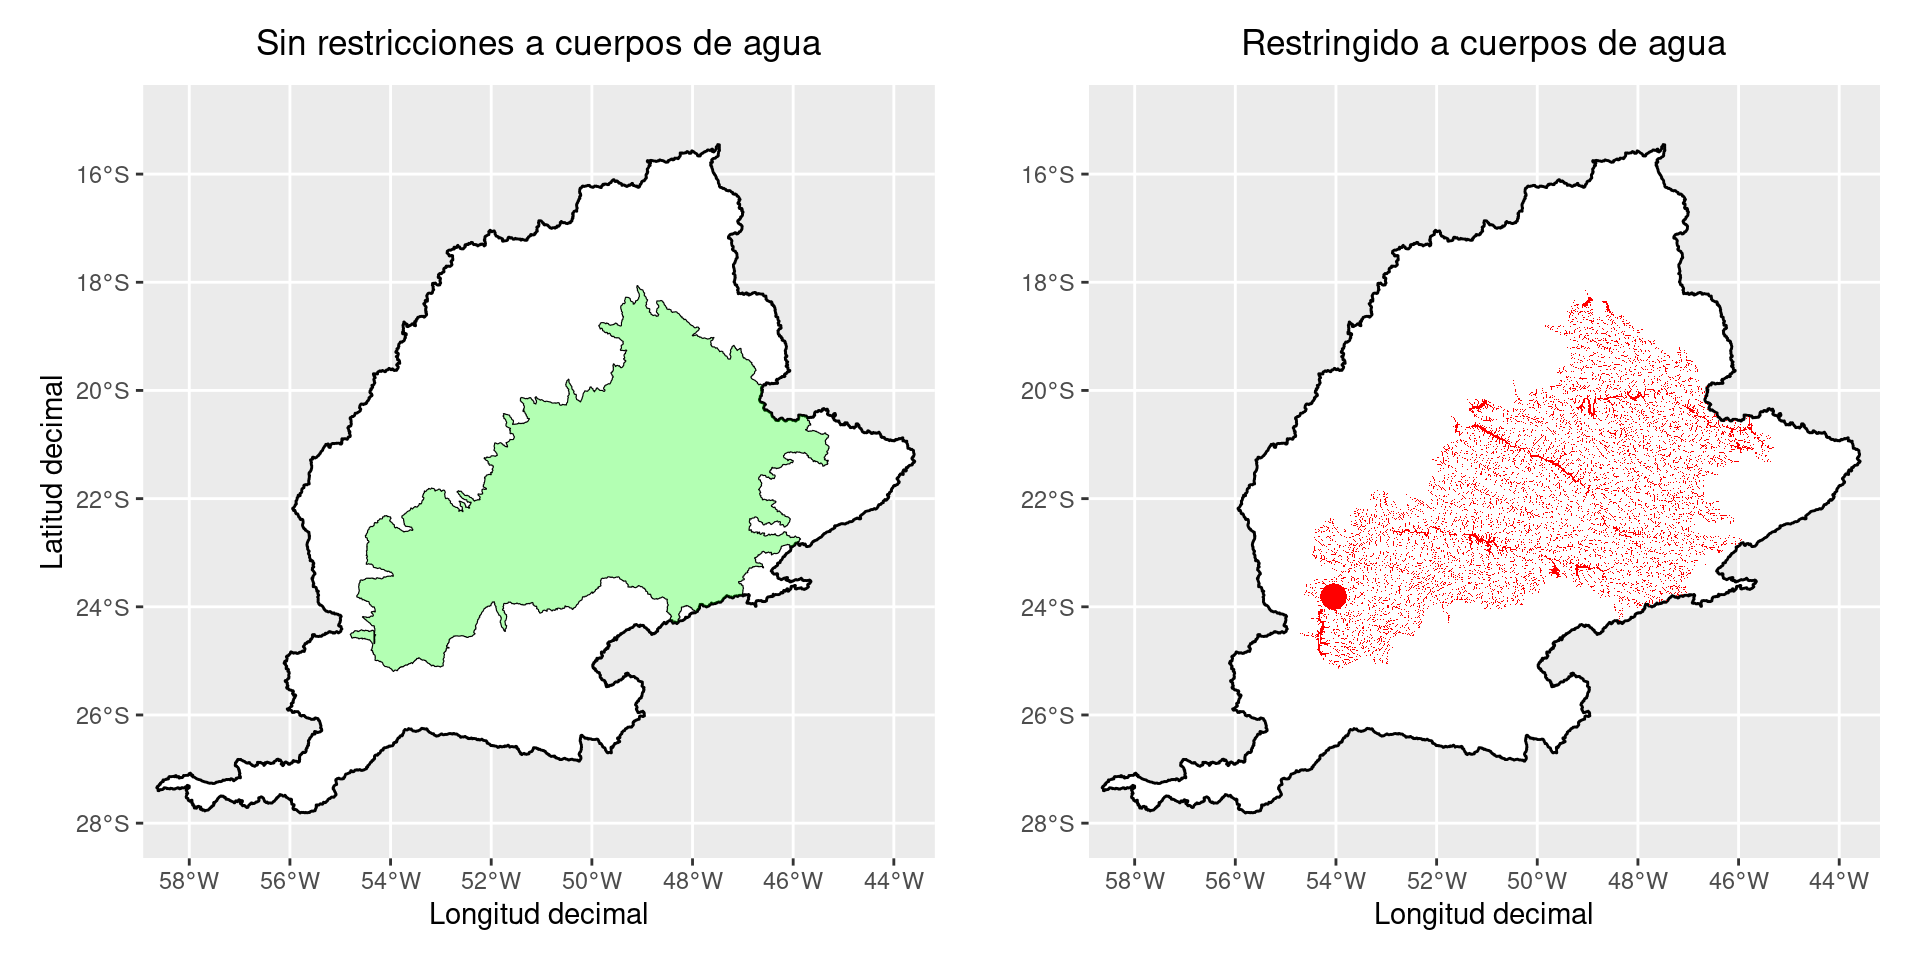 Sin restricciones a cuerpos de agua
Restringido a cuerpos de agua
Latitud decimal
16°S
18°S
20°S
22°S
24°S
26°S
28°S
58°W 56°W 54°W 52°W 50°W 48°W 46°W 44°W
Longitud decimal
16°S
18°S
20°S
22°S
24°S
26°S
28°S
58°W 56°W 54°W 52°W 50°W 48°W 46°W 44°W
Longitud decimal